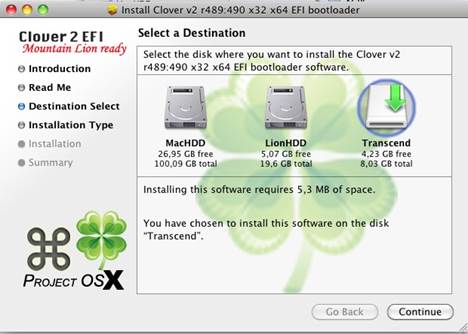 Install Clover v2 r489:490 x32 x64 EFI bootloader
Clover 2 EFI
Mountain Lion ready
Introduction
Read Me
Destination Select
Installation Type
Installation
Summary
PROJECT OSX
Select a Destination
Select the disk where you want to install the Clover v2
r489:490 x32 x64 EFI bootloader software.
MacHDD
26,95 GB free
100,09 GB total
LionHDD
5,07 GB free
19,6 GB total
Transcend
4,23 GB free
8,03 GB total
Installing this software requires 5,3 MB of space.
You have chosen to install this software on the disk
“Transcend”.
Go Back
Continue